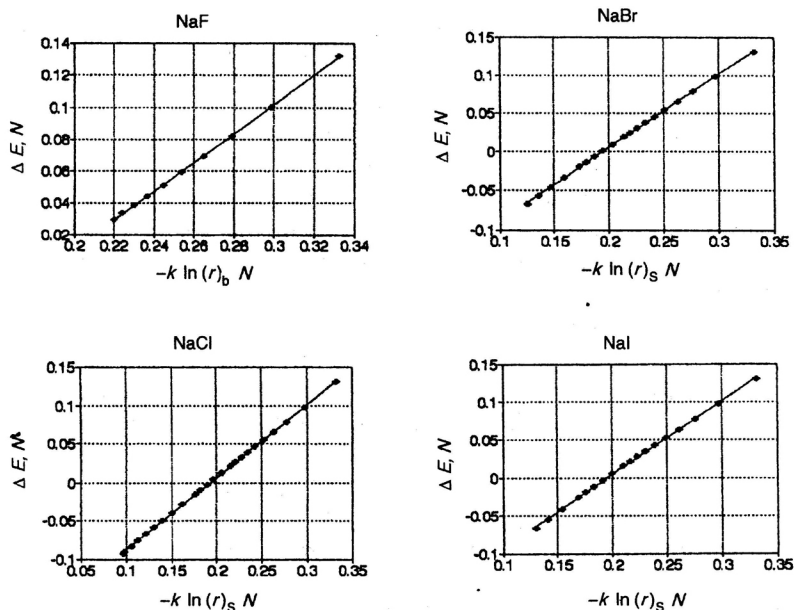 NaF
0.14
0.12
0.1
0.08
0.06
0.04
0.02
0.2 0.22 0.24 0.26 0.28 0.3 0.32 0.34
Δ E, N
–k ln (r)b N
NaBr
0.15
0.1
0.05
0
-0.05
-0.1
0.1 0.15 0.2 0.25 0.3 0.35
Δ E, N
–k ln (r)S N
NaCl
0.15
0.1
0.05
0
-0.05
-0.1
0.05 0.1 0.15 0.2 0.25 0.3 0.35
Δ E, N
–k ln (r)S N
NaI
0.15
0.1
0.05
0
-0.05
-0.1
0.1 0.15 0.2 0.25 0.3 0.35
Δ E, N
–k ln (r)S N